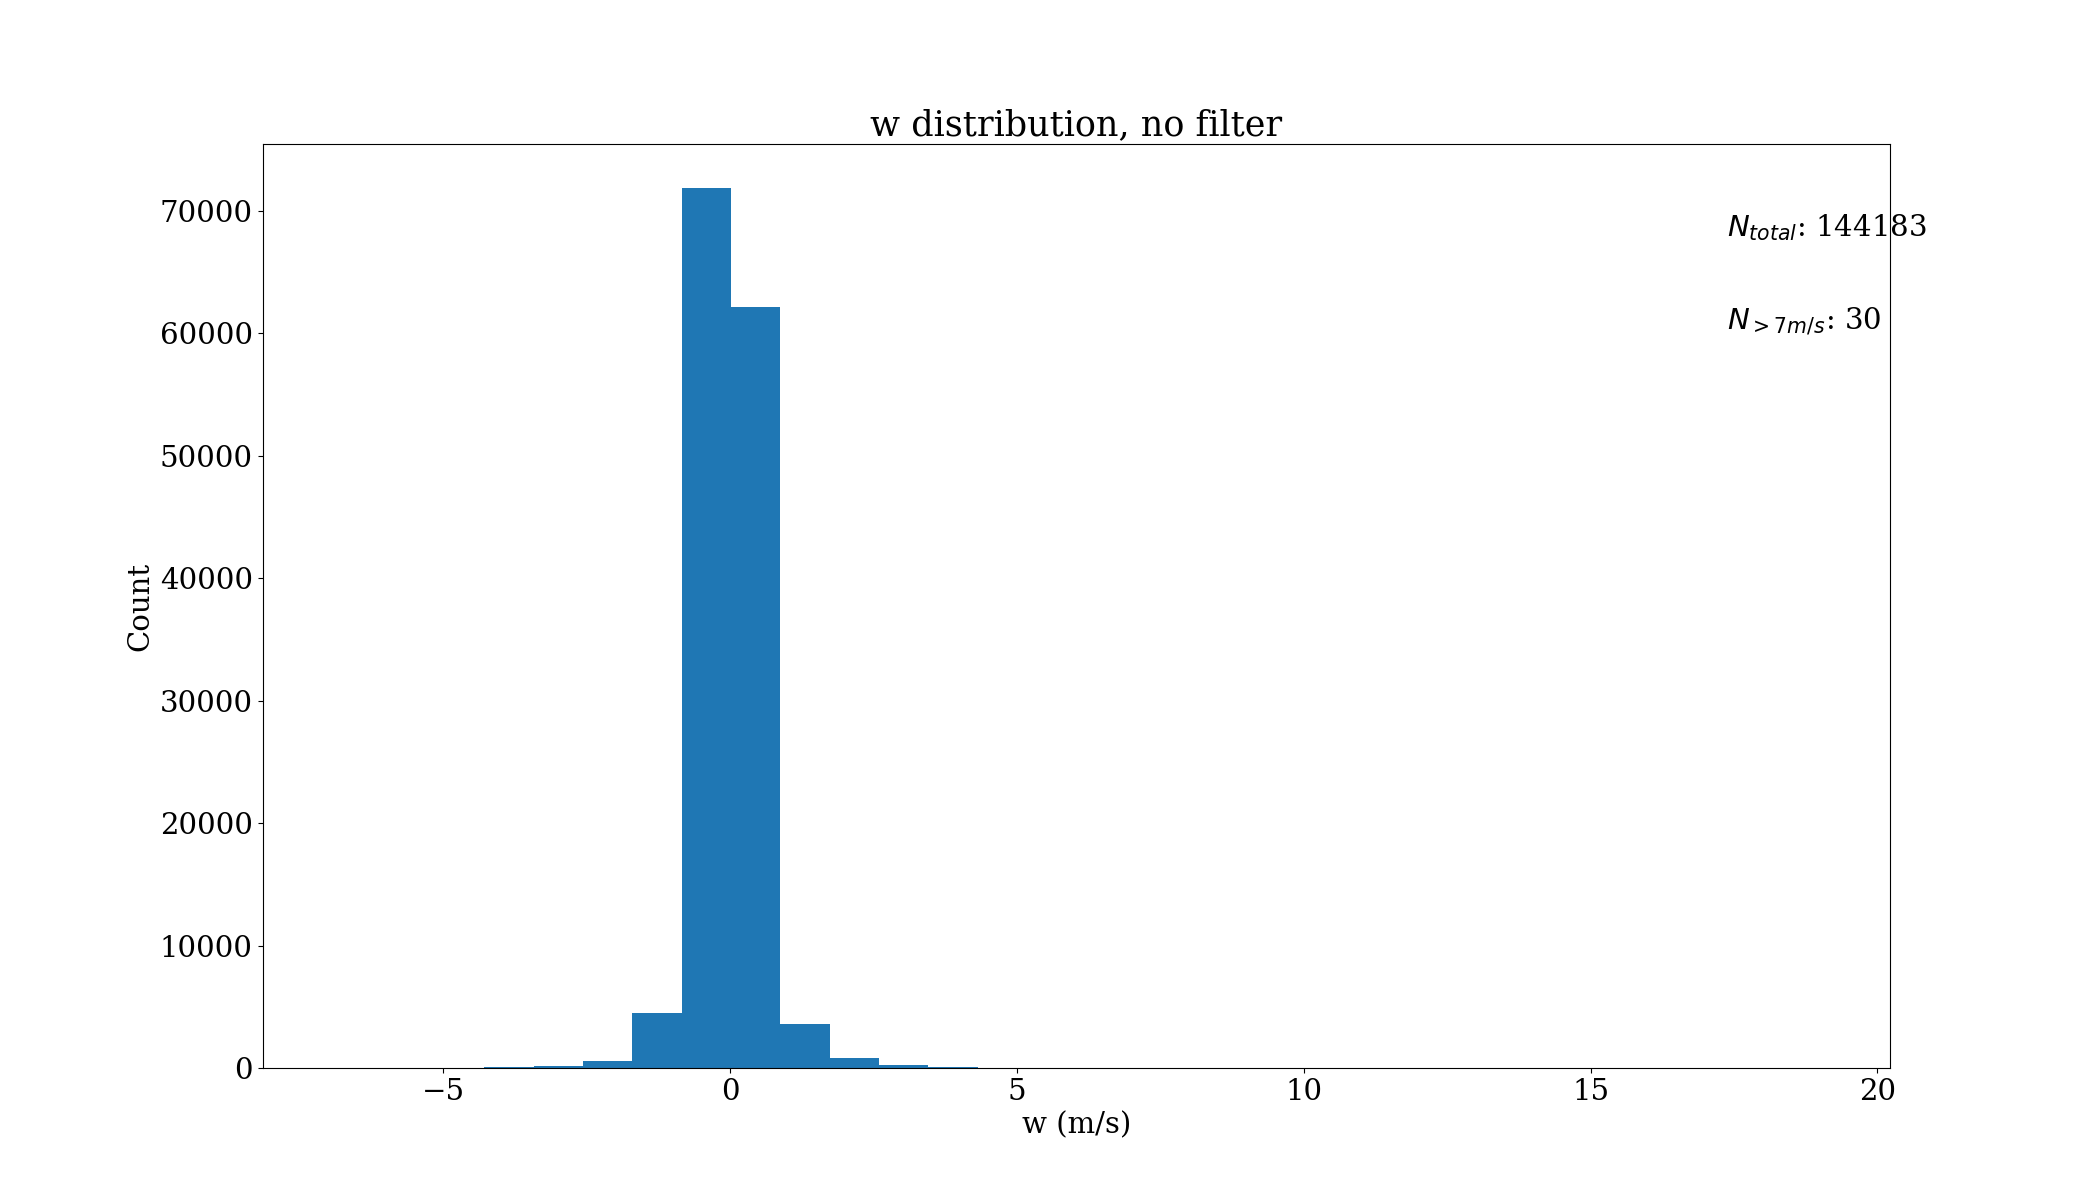 w distribution, no filter
70000
60000
50000
40000
30000
20000
10000
0
Count
N_total: 144183
N_>7m/s: 30
−5 0 5 10 15 20
w (m/s)